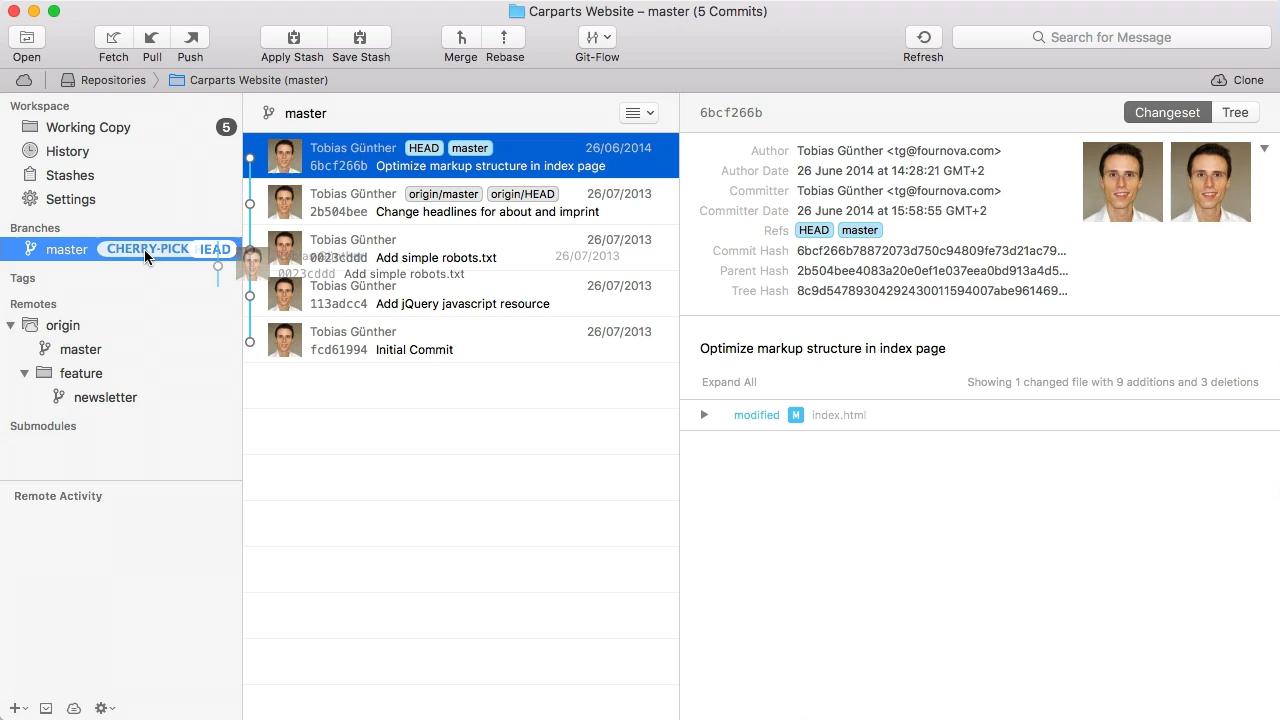 Carparts Website – master (5 Commits)
Open
Fetch
Pull
Push
Apply Stash
Save Stash
Merge
Rebase
Git-Flow
Refresh
Search for Message
Repositories
Carparts Website (master)
Clone
Workspace
Working Copy
5
History
Stashes
Settings
Branches
master CHERRY-PICK HEAD
Tags
Remotes
origin
master
feature
newsletter
Submodules
Remote Activity
master
Tobias Günther HEAD master 26/06/2014
6bcf266b Optimize markup structure in index page
Tobias Günther origin/master origin/HEAD 26/07/2013
2b504bee Change headlines for about and imprint
Tobias Günther 26/07/2013
0023cddd Add simple robots.txt
26/07/2013
0023cddd Add simple robots.txt
Tobias Günther 26/07/2013
113adcc4 Add jQuery javascript resource
Tobias Günther 26/07/2013
fcd61994 Initial Commit
6bcf266b
Changeset Tree
Author Tobias Günther <tg@fournova.com>
Author Date 26 June 2014 at 14:28:21 GMT+2
Committer Tobias Günther <tg@fournova.com>
Committer Date 26 June 2014 at 15:58:55 GMT+2
Refs HEAD master
Commit Hash 6bcf266b78872073d750c94809fe73d21ac79...
Parent Hash 2b504bee4083a20e0ef1e037eea0bd913a4d5...
Tree Hash 8c9d54789304292430011594007abe961469...
Optimize markup structure in index page
Expand All
Showing 1 changed file with 9 additions and 3 deletions
modified M index.html